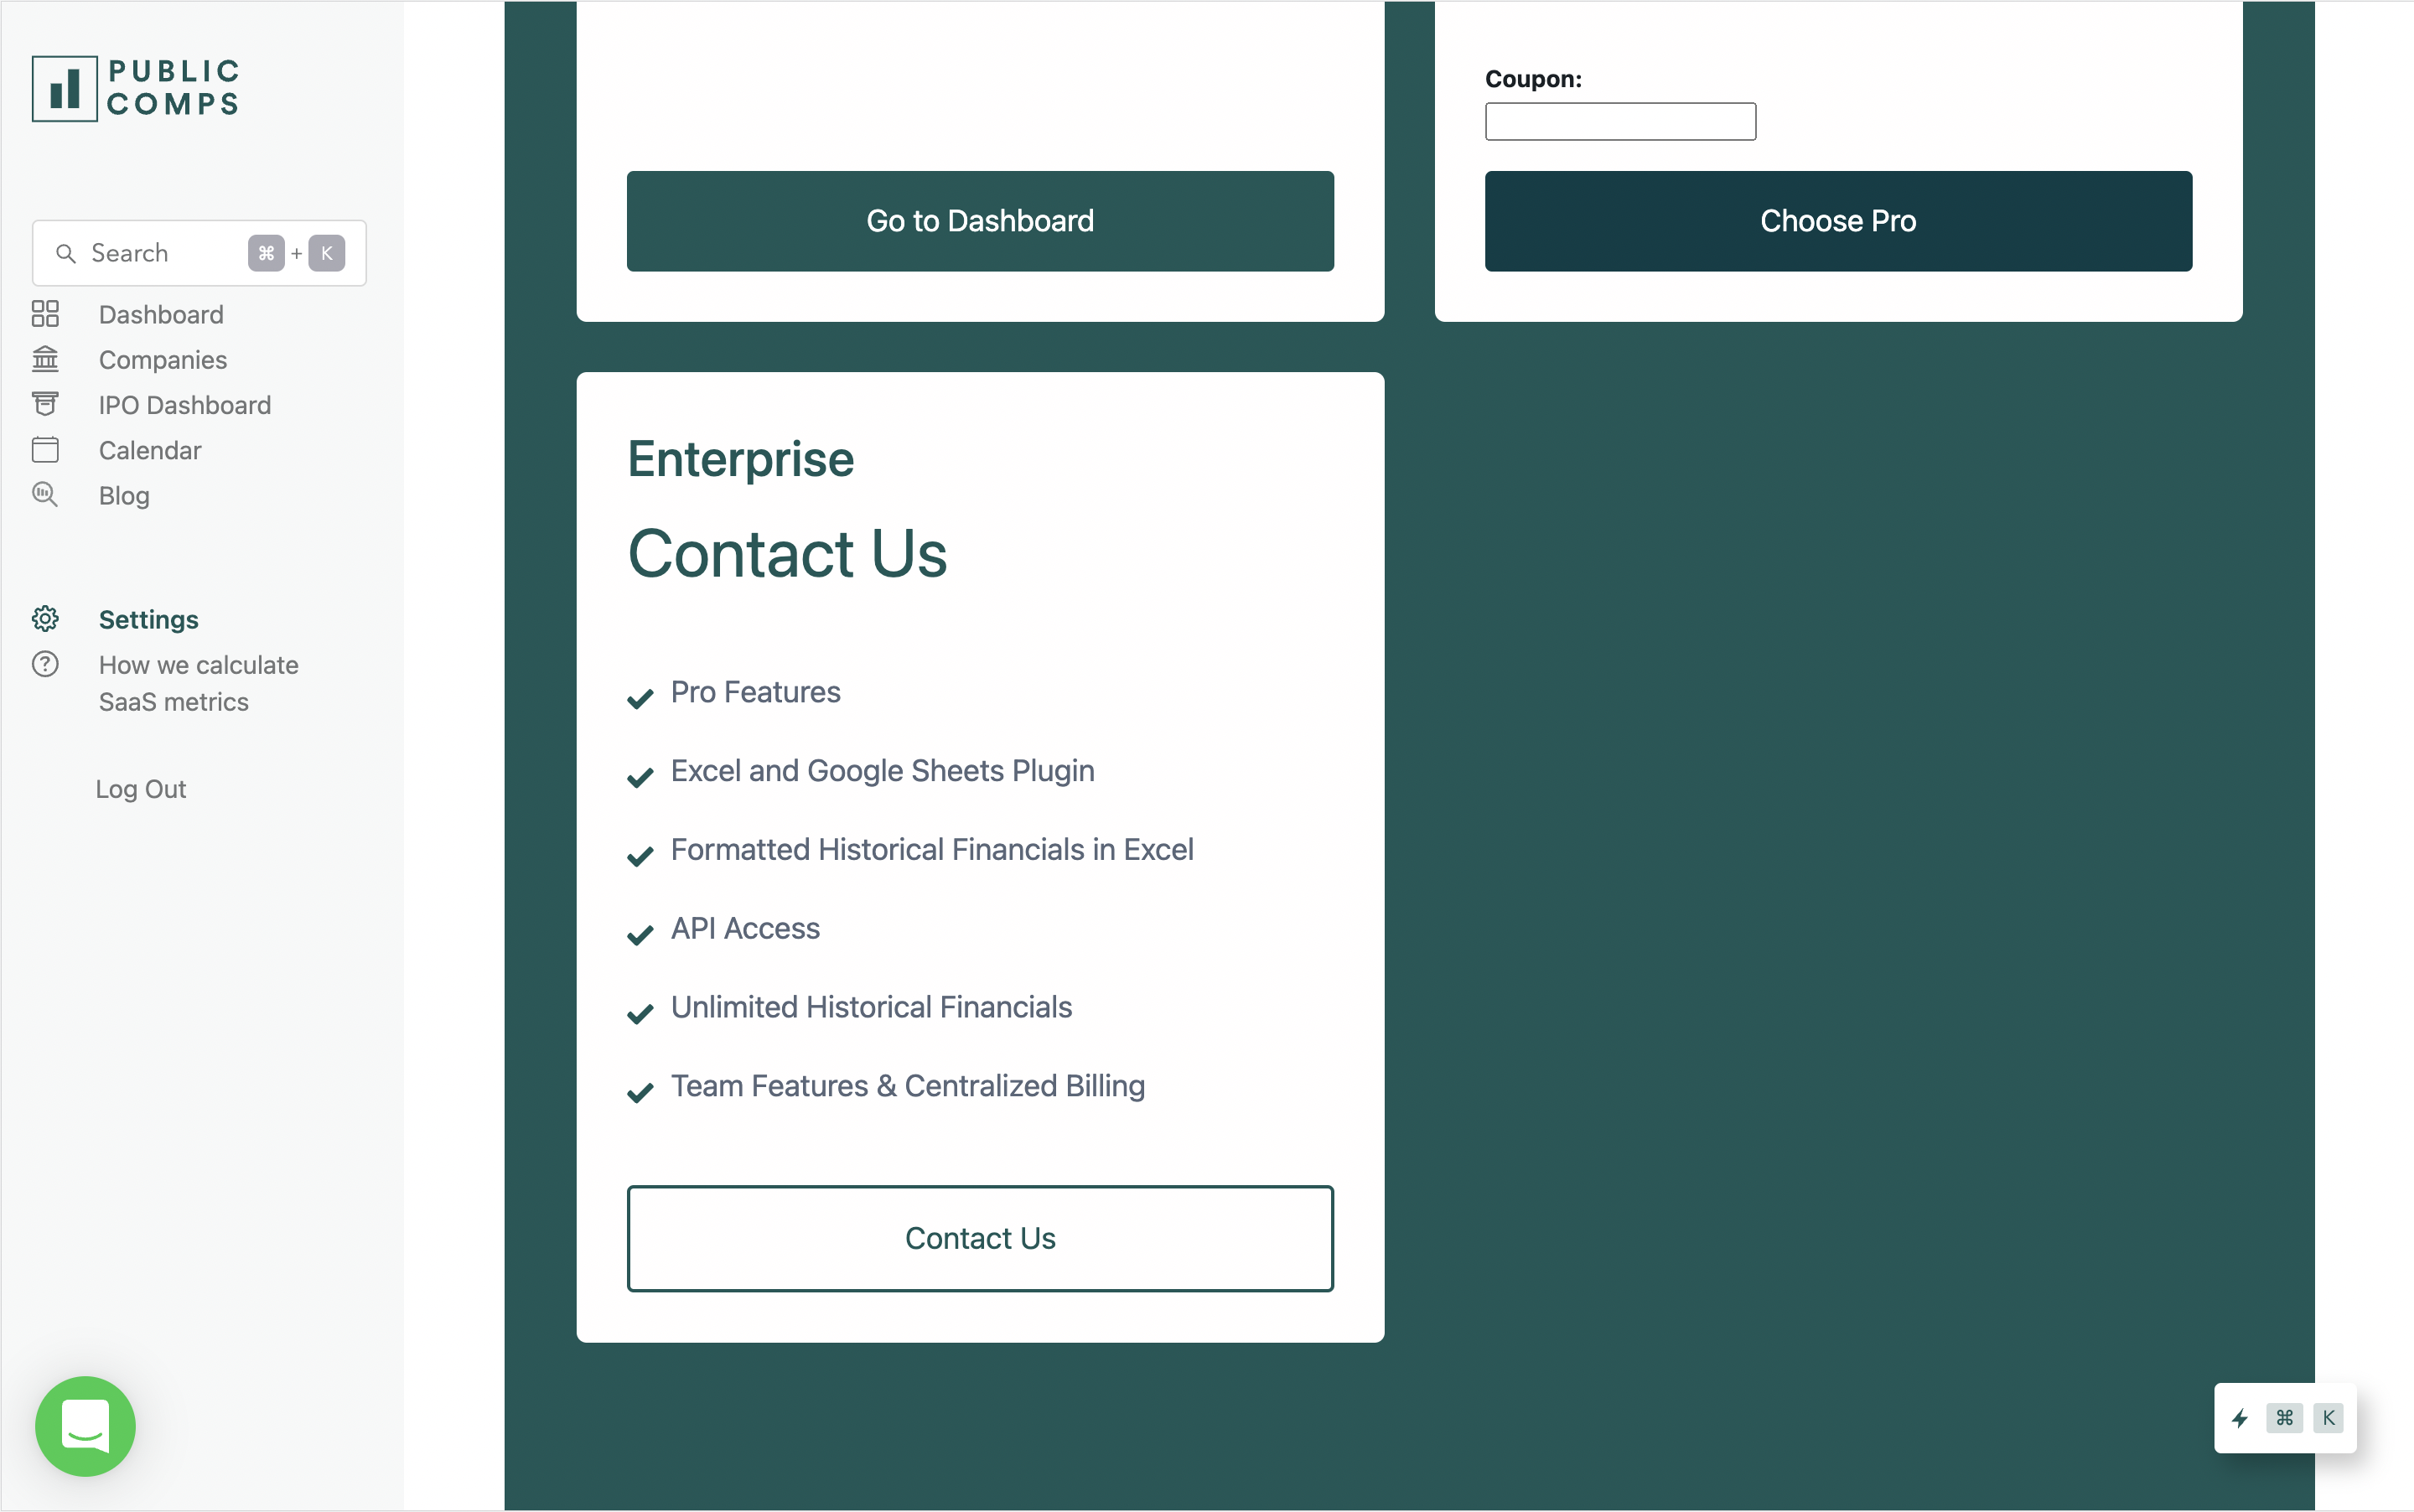 PUBLIC
COMPS
Search ⌘ + K
Dashboard
Companies
IPO Dashboard
Calendar
Blog
Settings
How we calculate
SaaS metrics
Log Out
Go to Dashboard
Coupon:
Choose Pro
Enterprise
Contact Us
Pro Features
Excel and Google Sheets Plugin
Formatted Historical Financials in Excel
API Access
Unlimited Historical Financials
Team Features & Centralized Billing
Contact Us
⌘ K